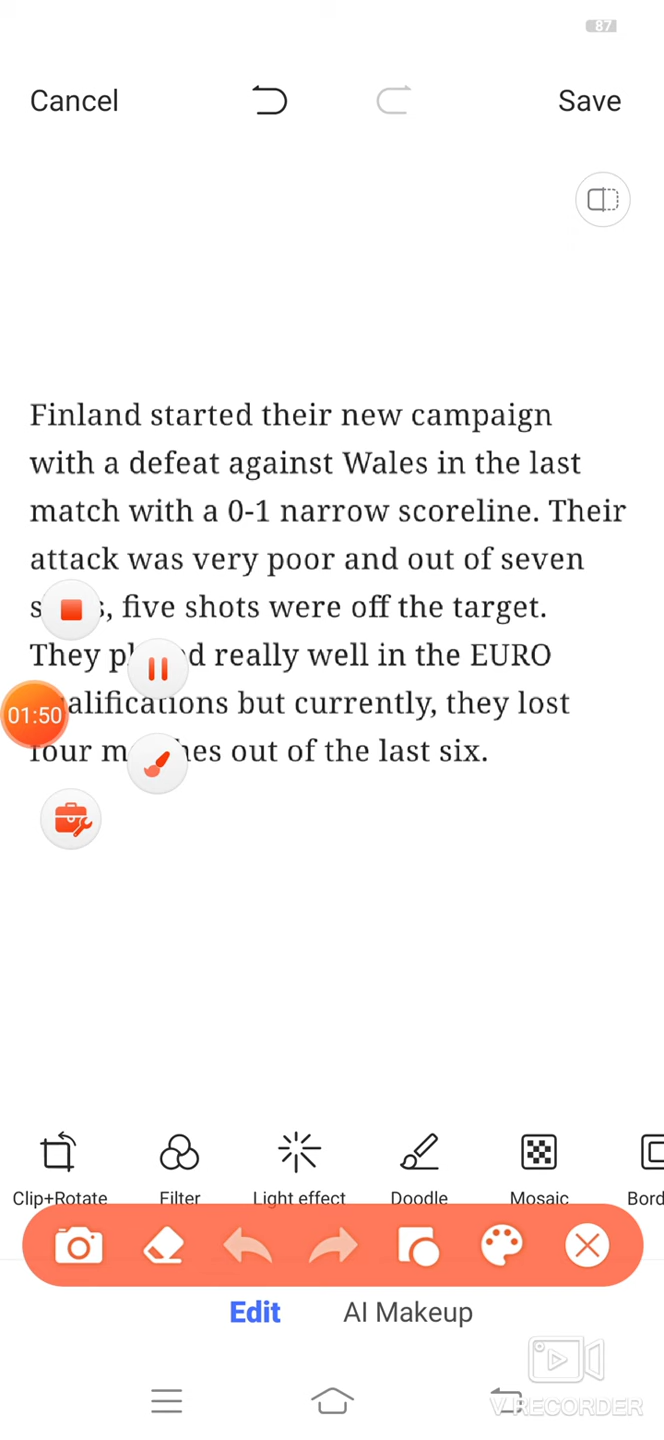 87
Cancel
Save
Finland started their new campaign
with a defeat against Wales in the last
match with a 0-1 narrow scoreline. Their
attack was very poor and out of seven
five shots were off the target.
They really well in the EURO
01:50
but currently, they lost
four out of the last six.
Clip+Rotate Filter Light effect Doodle Mosaic
Edit AI Makeup
V RECORDER